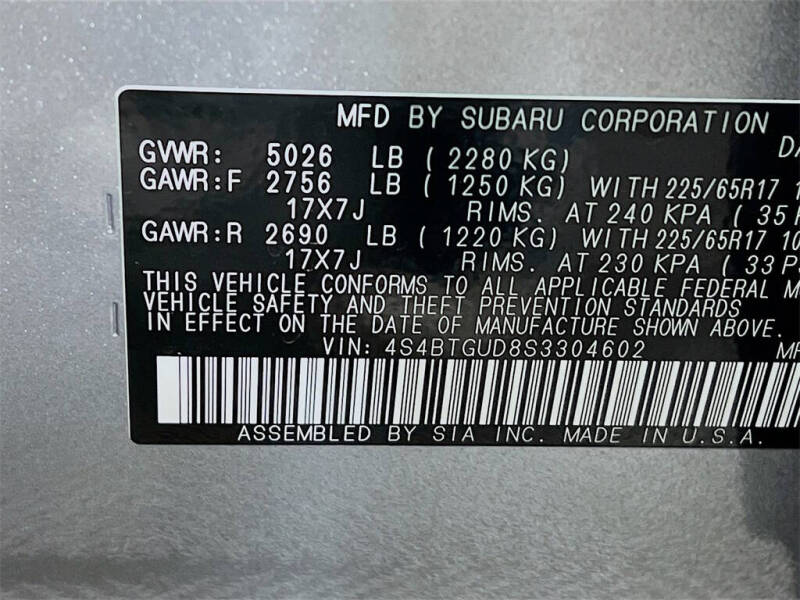 MFD BY SUBARU CORPORATION
GVWR: 5026 LB ( 2280 KG)
GAWR:F 2756 LB ( 1250 KG) WITH 225/65R17
17X7J RIMS. AT 240 KPA ( 35
GAWR:R 2690 LB ( 1220 KG) WITH 225/65R17
17X7J RIMS. AT 230 KPA ( 33
THIS VEHICLE CONFORMS TO ALL APPLICABLE FEDERAL
VEHICLE SAFETY AND THEFT PREVENTION STANDARDS
IN EFFECT ON THE DATE OF MANUFACTURE SHOWN ABOVE.
VIN: 4S4BTGUD8S3304602
ASSEMBLED BY SIA INC. MADE IN U.S.A.